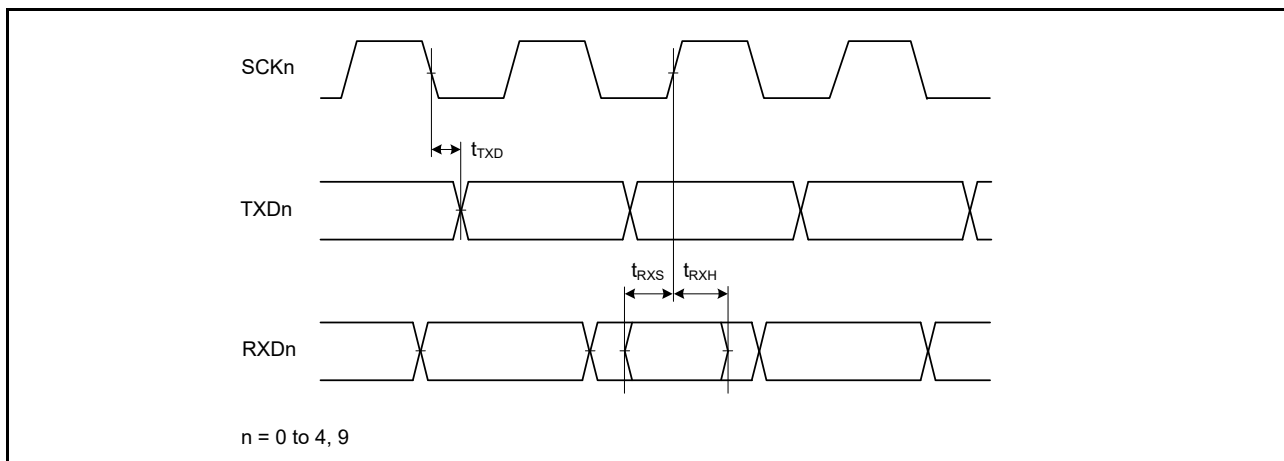 SCKn
tTXD
TXDn
tRXS tRXH
RXDn
n = 0 to 4, 9